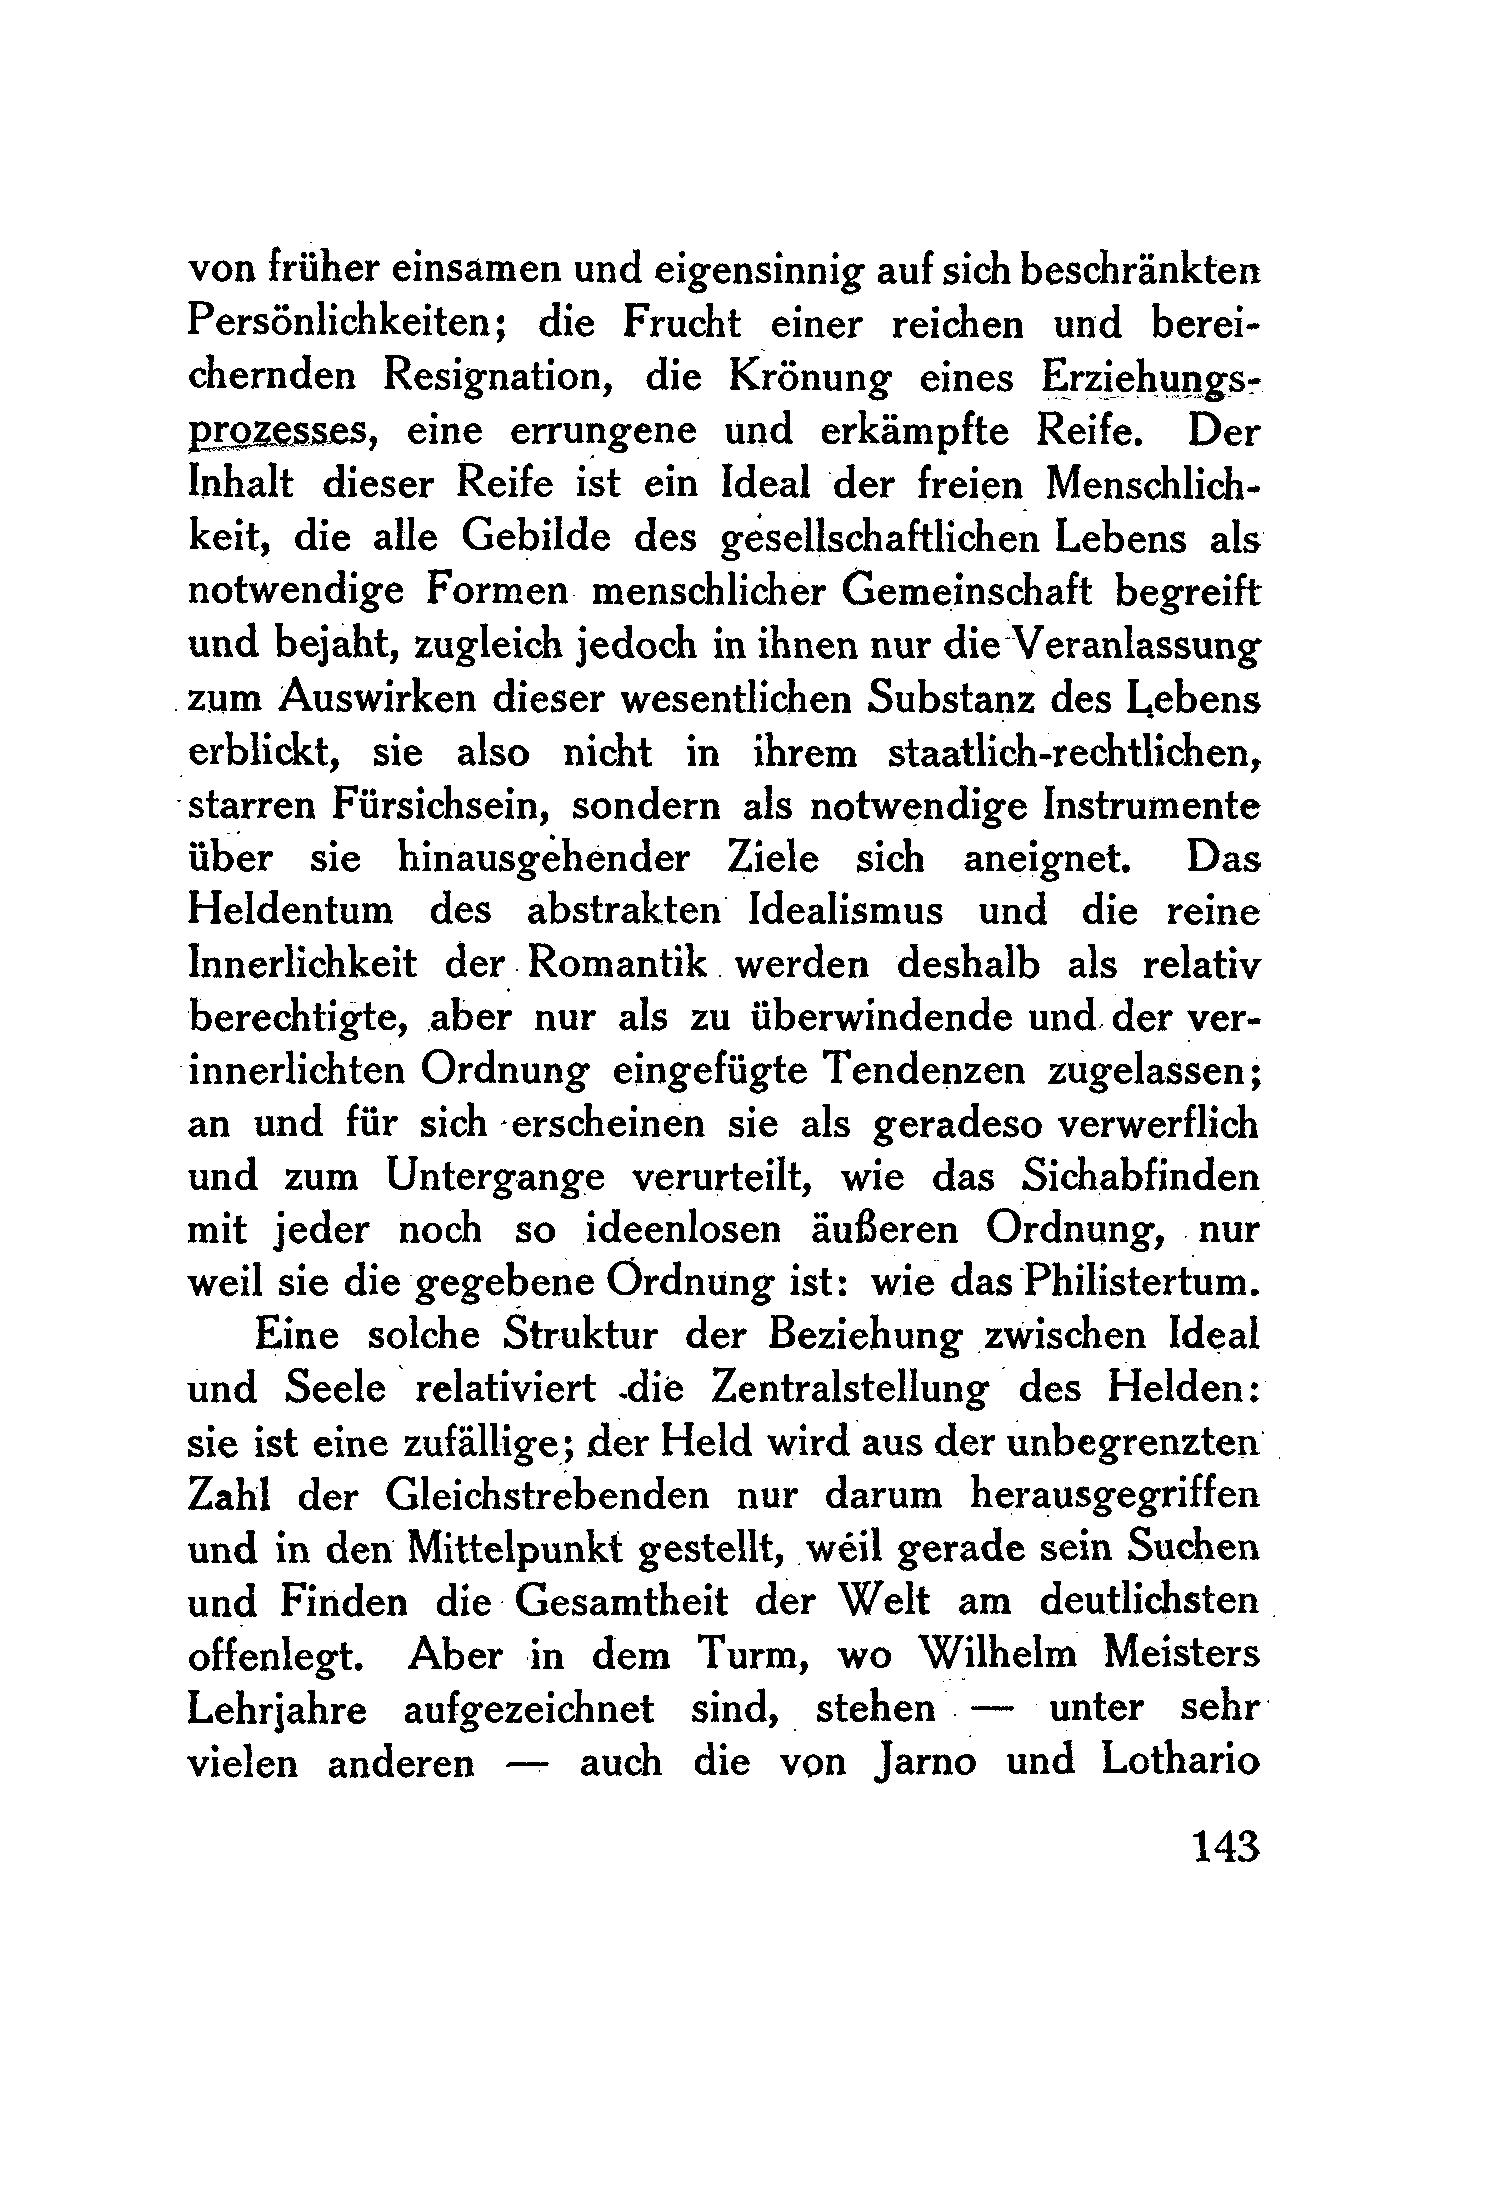 von früher einsamen und eigensinnig auf sich beschränkten
Persönlichkeiten; die Frucht einer reichen und berei-
chernden Resignation, die Krönung eines Erziehungs-
prozesses, eine errungene und erkämpfte Reife. Der
Inhalt dieser Reife ist ein Ideal der freien Menschlich-
keit, die alle Gebilde des gesellschaftlichen Lebens als
notwendige Formen menschlicher Gemeinschaft begreift
und bejaht, zugleich jedoch in ihnen nur die Veranlassung
zum Auswirken dieser wesentlichen Substanz des Lebens
erblickt, sie also nicht in ihrem staatlich-rechtlichen,
starren Fürsichsein, sondern als notwendige Instrumente
über sie hinausgehender Ziele sich aneignet. Das
Heldentum des abstrakten Idealismus und die reine
Innerlichkeit der Romantik werden deshalb als relativ
berechtigte, aber nur als zu überwindende und der ver-
innerlichten Ordnung eingefügte Tendenzen zugelassen;
an und für sich erscheinen sie als geradeso verwerflich
und zum Untergange verurteilt, wie das Sichabfinden
mit jeder noch so ideenlosen äußeren Ordnung, nur
weil sie die gegebene Ordnung ist: wie das Philistertum.
Eine solche Struktur der Beziehung zwischen Ideal
und Seele relativiert die Zentralstellung des Helden:
sie ist eine zufällige; der Held wird aus der unbegrenzten
Zahl der Gleichstrebenden nur darum herausgegriffen
und in den Mittelpunkt gestellt, weil gerade sein Suchen
und Finden die Gesamtheit der Welt am deutlichsten
offenlegt. Aber in dem Turm, wo Wilhelm Meisters
Lehrjahre aufgezeichnet sind, stehen — unter sehr
vielen anderen — auch die von Jarno und Lothario
143